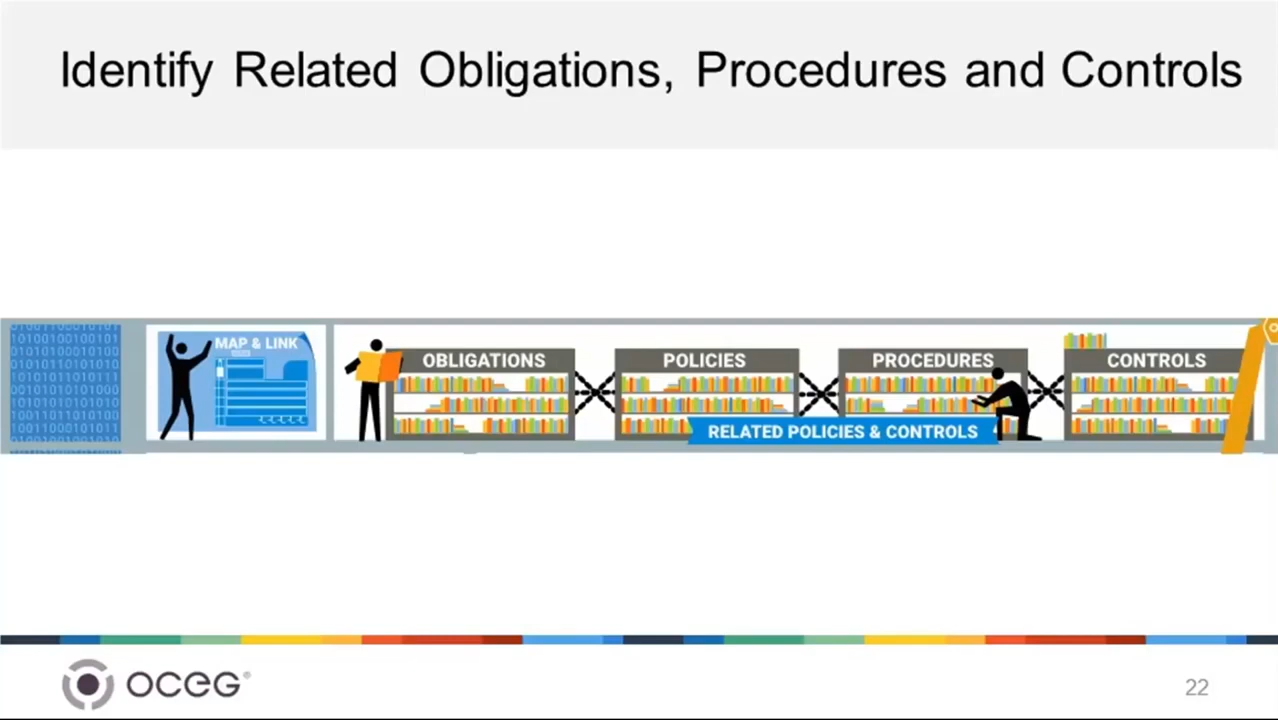 Identify Related Obligations, Procedures and Controls
MAP & LINK
OBLIGATIONS
POLICIES
PROCEDURES
CONTROLS
RELATED POLICIES & CONTROLS
OCEG®
22